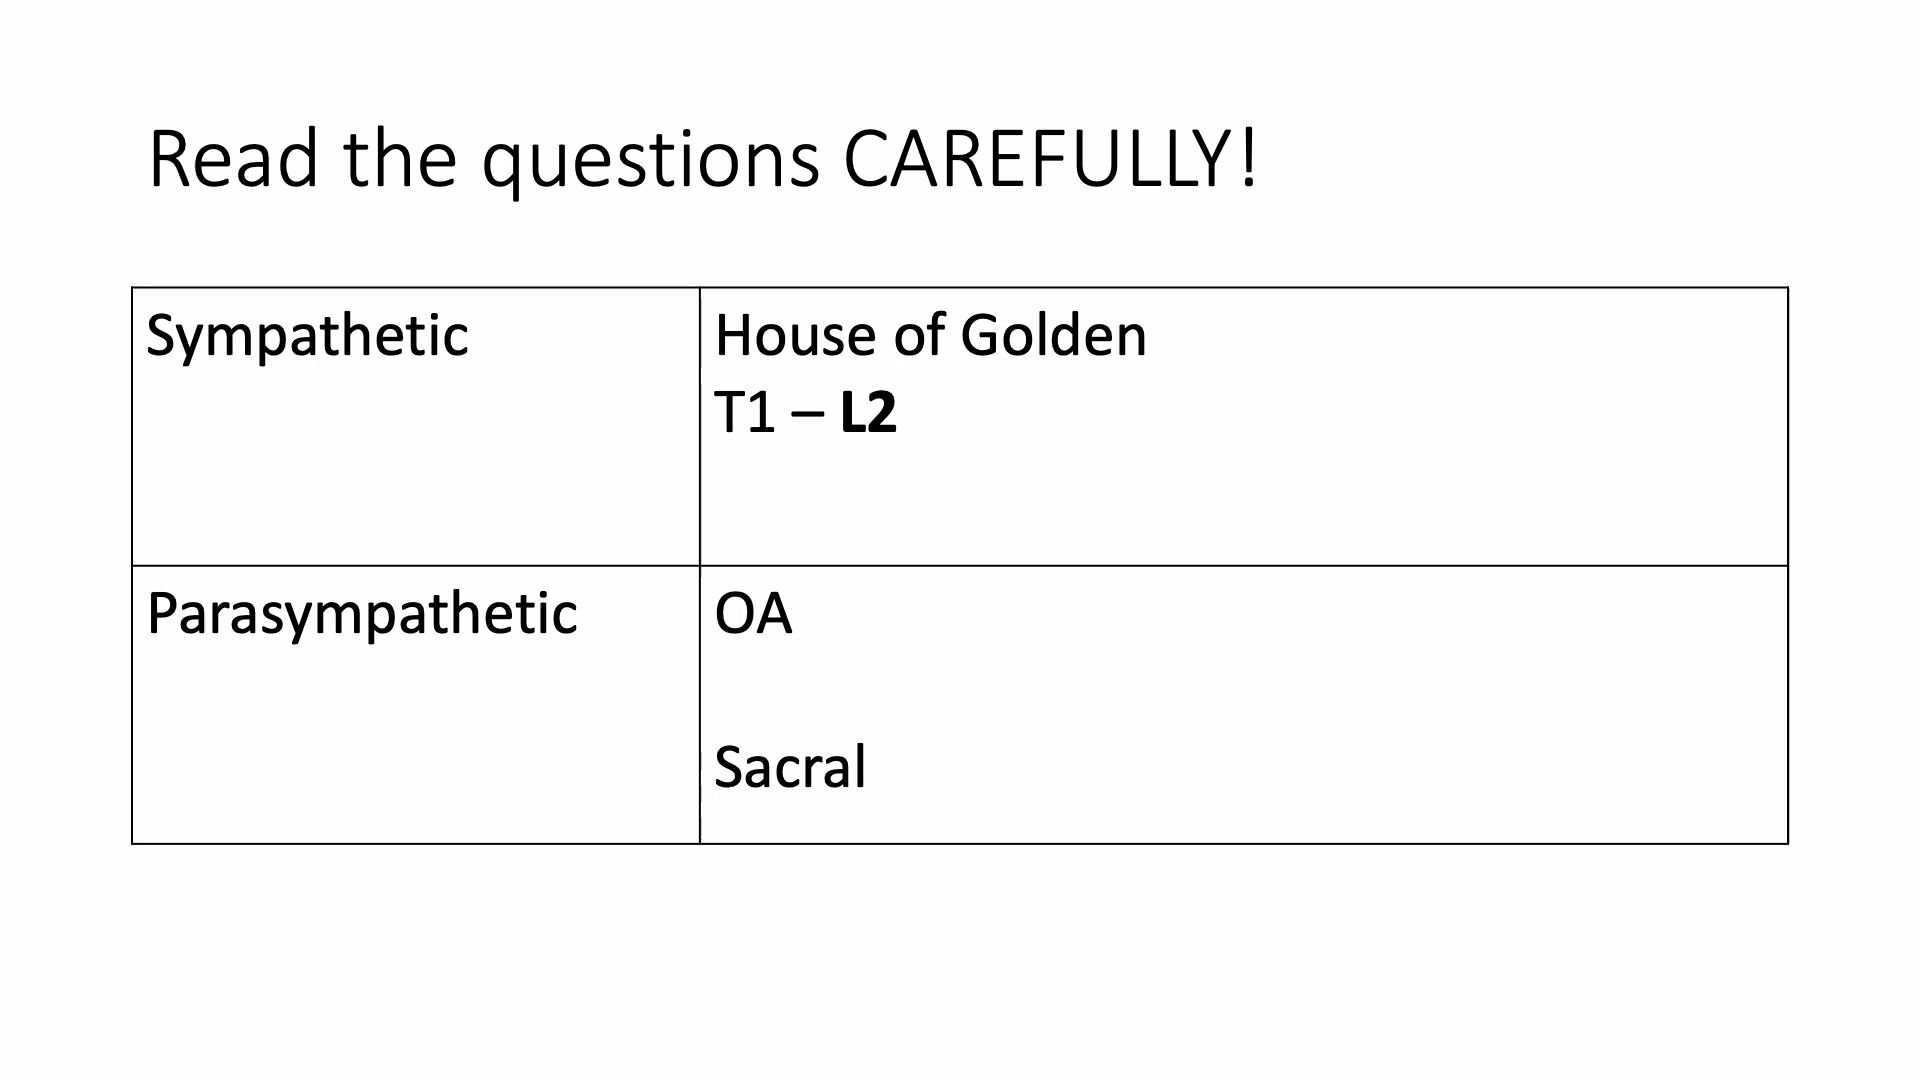 Read the questions CAREFULLY!
Sympathetic
House of Golden
T1 – L2
Parasympathetic
OA
Sacral